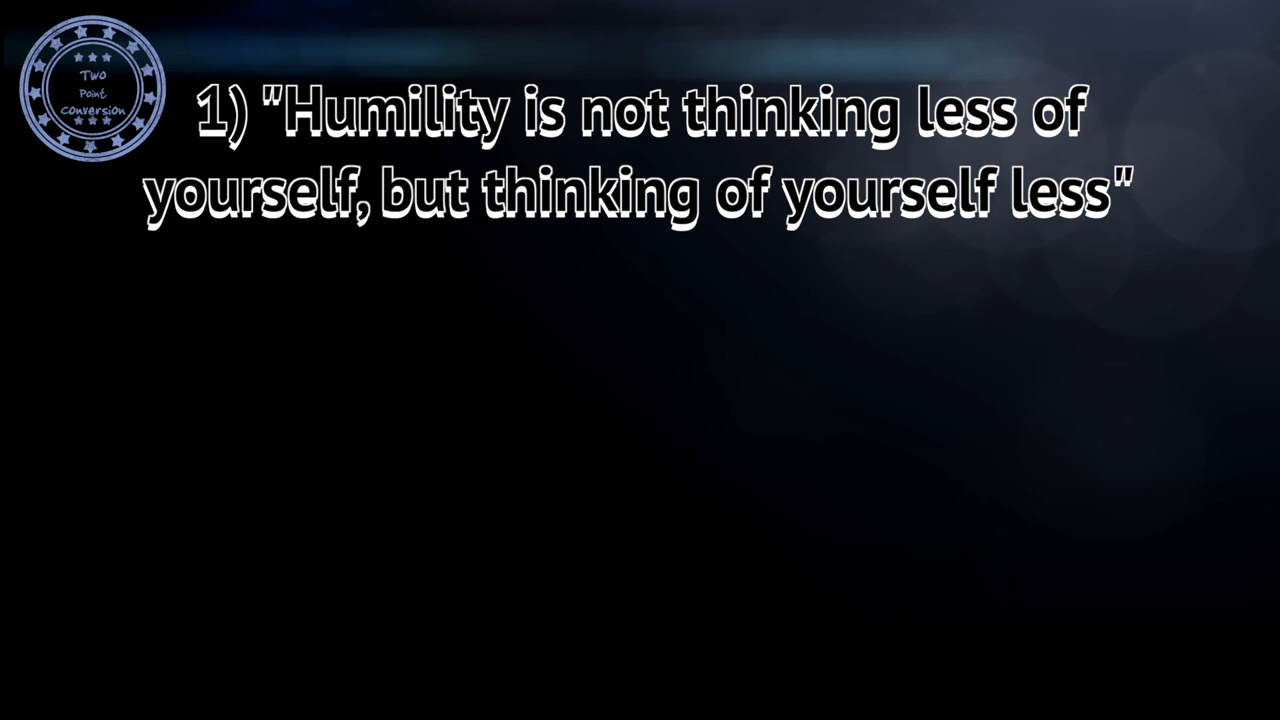 Two
Point
Conversion
1) "Humility is not thinking less of
yourself, but thinking of yourself less"